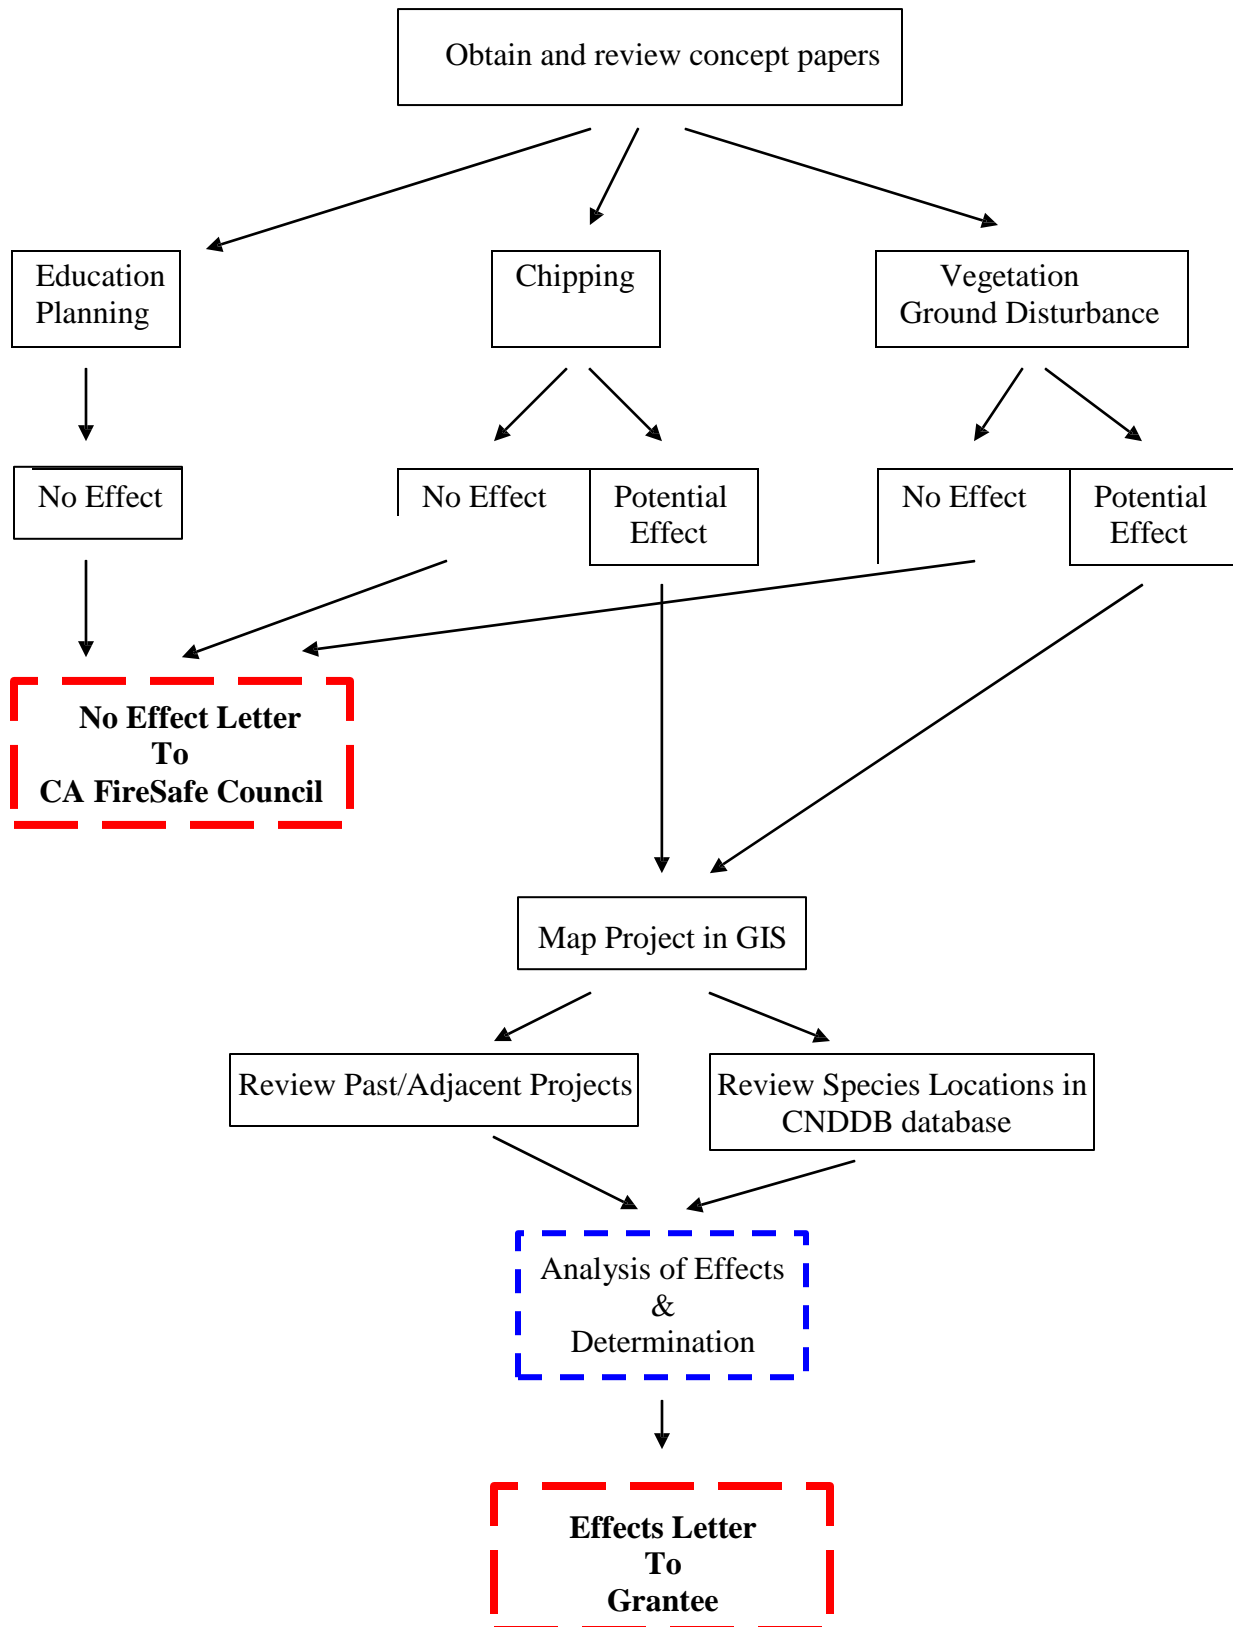 Obtain and review concept papers
Education
Planning
Chipping
Vegetation
Ground Disturbance
No Effect
No Effect
Potential
Effect
No Effect
Potential
Effect
No Effect Letter
To
CA FireSafe Council
Map Project in GIS
Review Past/Adjacent Projects
Review Species Locations in
CNDDB database
Analysis of Effects
&
Determination
Effects Letter
To
Grantee